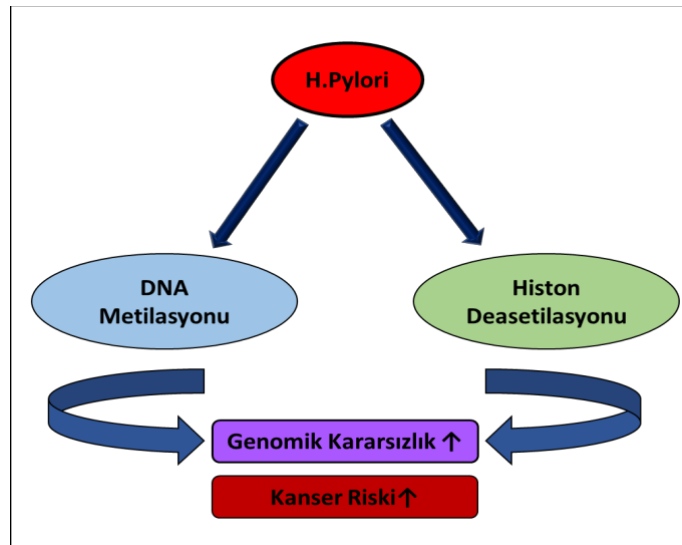 H.Pylori
DNA
Metilasyonu
Histon
Deasetilasyonu
Genomik Kararsızlık ↑
Kanser Riski↑